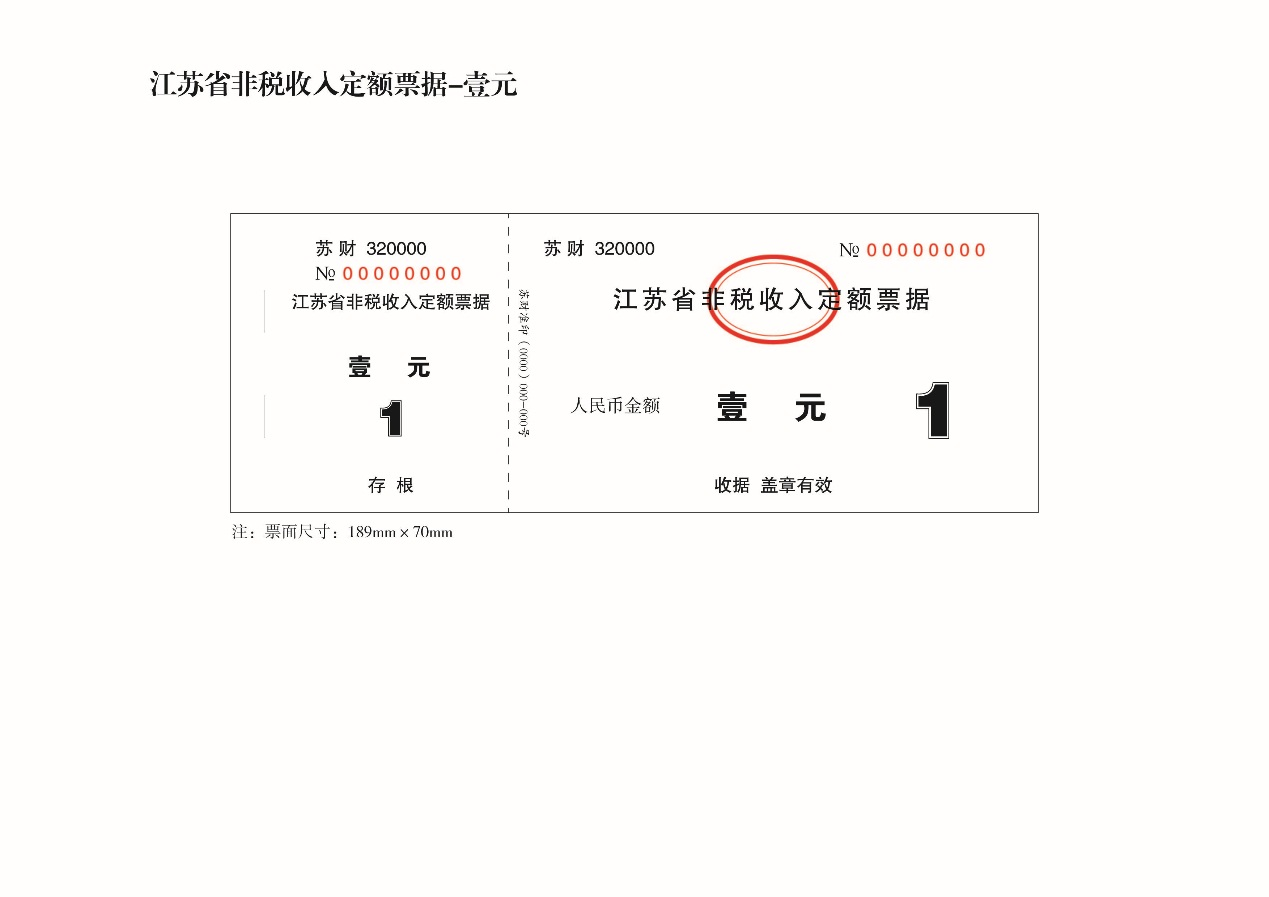 江苏省非税收入定额票据–壹元
苏 财 320000
№ 00000000
江苏省非税收入定额票据
壹 元
1
存 根
苏财准印（0000）000-000号
苏 财 320000
№ 00000000
江苏省非税收入定额票据
人民币金额 壹 元 1
收据 盖章有效
注：票面尺寸：189mm × 70mm